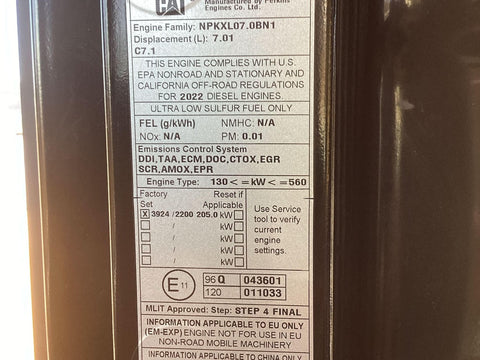 CAT
Manufactured by Perkins
Engines Co. Ltd.
Engine Family: NPKXL07.0BN1
Displacement (L): 7.01
C7.1
THIS ENGINE COMPLIES WITH U.S.
EPA NONROAD AND STATIONARY AND
CALIFORNIA OFF-ROAD REGULATIONS
FOR 2022 DIESEL ENGINES.
ULTRA LOW SULFUR FUEL ONLY
FEL (g/kWh) NMHC: N/A
NOx: N/A PM: 0.01
Emissions Control System
DDI,TAA,ECM,DOC,CTOX,EGR
SCR,AMOX,EPR
Engine Type: 130 <= kW <= 560
Factory Set Reset if Applicable
X 3924 / 2200 205.0 kW
/ kW
/ kW
/ kW
/ kW
Use Service
tool to verify
current
engine
settings.
E 11
96 Q 043601
120 011033
MLIT Approved: Step: STEP 4 FINAL
INFORMATION APPLICABLE TO EU ONLY
(EM-EXP) ENGINE NOT FOR USE IN EU
NON-ROAD MOBILE MACHINERY
INFORMATION APPLICABLE